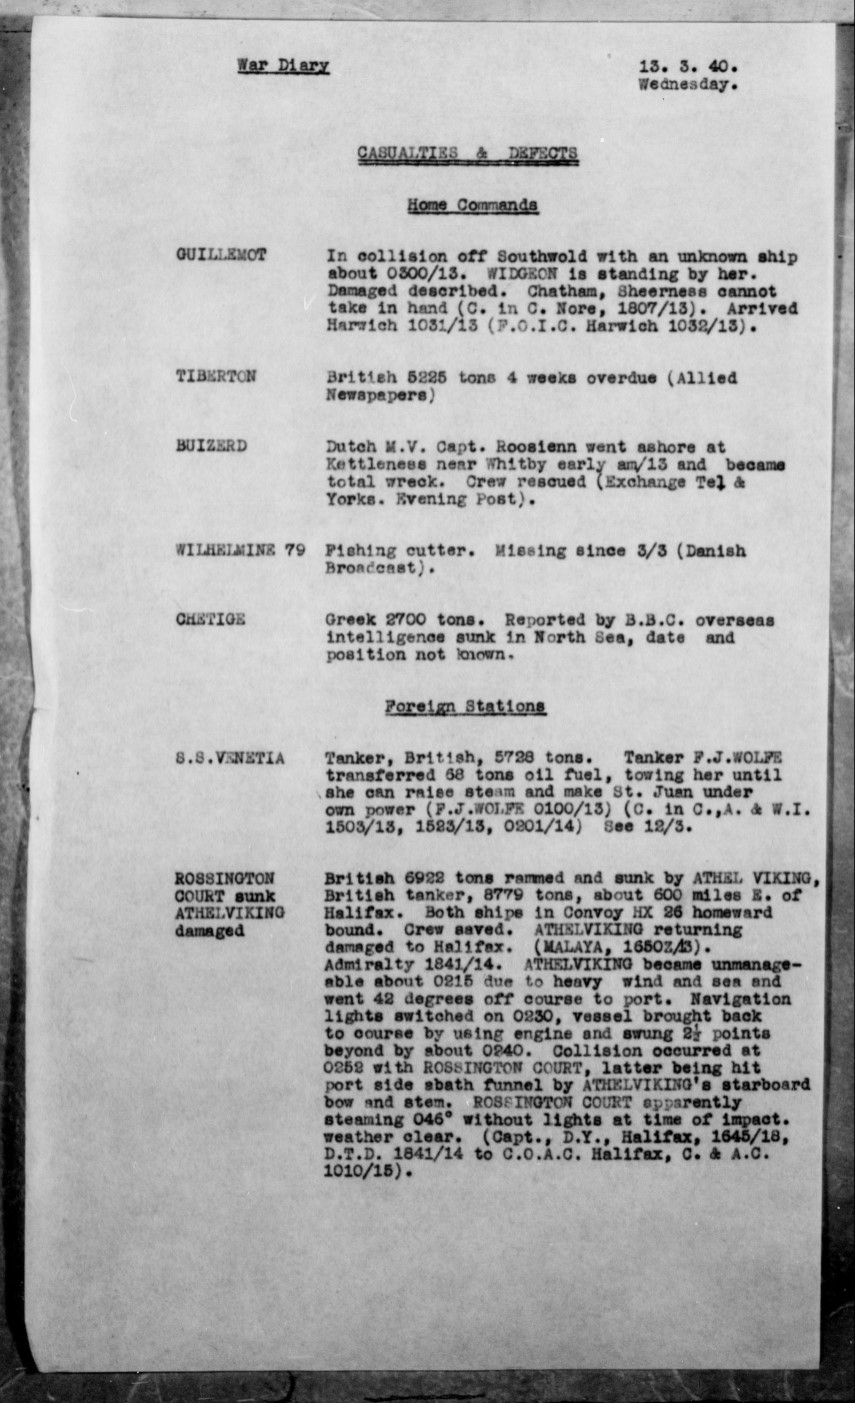 War Diary 13. 3. 40.
Wednesday.
CASUALTIES & DEFECTS
Home Commands
GUILLEMOT In collision off Southwold with an unknown ship
about 0300/13. WIDGEON is standing by her.
Damaged described. Chatham, Sheerness cannot
take in hand (C. in C. Nore, 1807/13). Arrived
Harwich 1031/13 (F.O.I.C. Harwich 1032/13).
TIBERTON British 5225 tons 4 weeks overdue (Allied
Newspapers)
BUIZERD Dutch M.V. Capt. Roosienn went ashore at
Kettleness near Whitby early am/13 and became
total wreck. Crew rescued (Exchange Tel &
Yorks. Evening Post).
WILHELMINE 79 Fishing cutter. Missing since 3/3 (Danish
Broadcast).
CHETIGE Greek 2700 tons. Reported by B.B.C. overseas
intelligence sunk in North Sea, date and
position not known.
Foreign Stations
S.S.VENETIA Tanker, British, 5728 tons. Tanker F.J.WOLFE
transferred 68 tons oil fuel, towing her until
she can raise steam and make St. Juan under
own power (F.J.WOLFE 0100/13) (C. in C.,A. & W.I.
1503/13, 1523/13, 0201/14) See 12/3.
ROSSINGTON British 6922 tons rammed and sunk by ATHEL VIKING,
COURT sunk British tanker, 8779 tons, about 600 miles E. of
ATHELVIKING Halifax. Both ships in Convoy HX 26 homeward
damaged bound. Crew saved. ATHELVIKING returning
damaged to Halifax. (MALAYA, 1650Z/13).
Admiralty 1841/14. ATHELVIKING became unmanage-
able about 0215 due to heavy wind and sea and
went 42 degrees off course to port. Navigation
lights switched on 0230, vessel brought back
to course by using engine and swung 2½ points
beyond by about 0240. Collision occurred at
0252 with ROSSINGTON COURT, latter being hit
port side abath funnel by ATHELVIKING's starboard
bow and stem. ROSSINGTON COURT apparently
steaming 046° without lights at time of impact.
weather clear. (Capt., D.Y., Halifax, 1645/18,
D.T.D. 1841/14 to C.O.A.C. Halifax, C. & A.C.
1010/15).